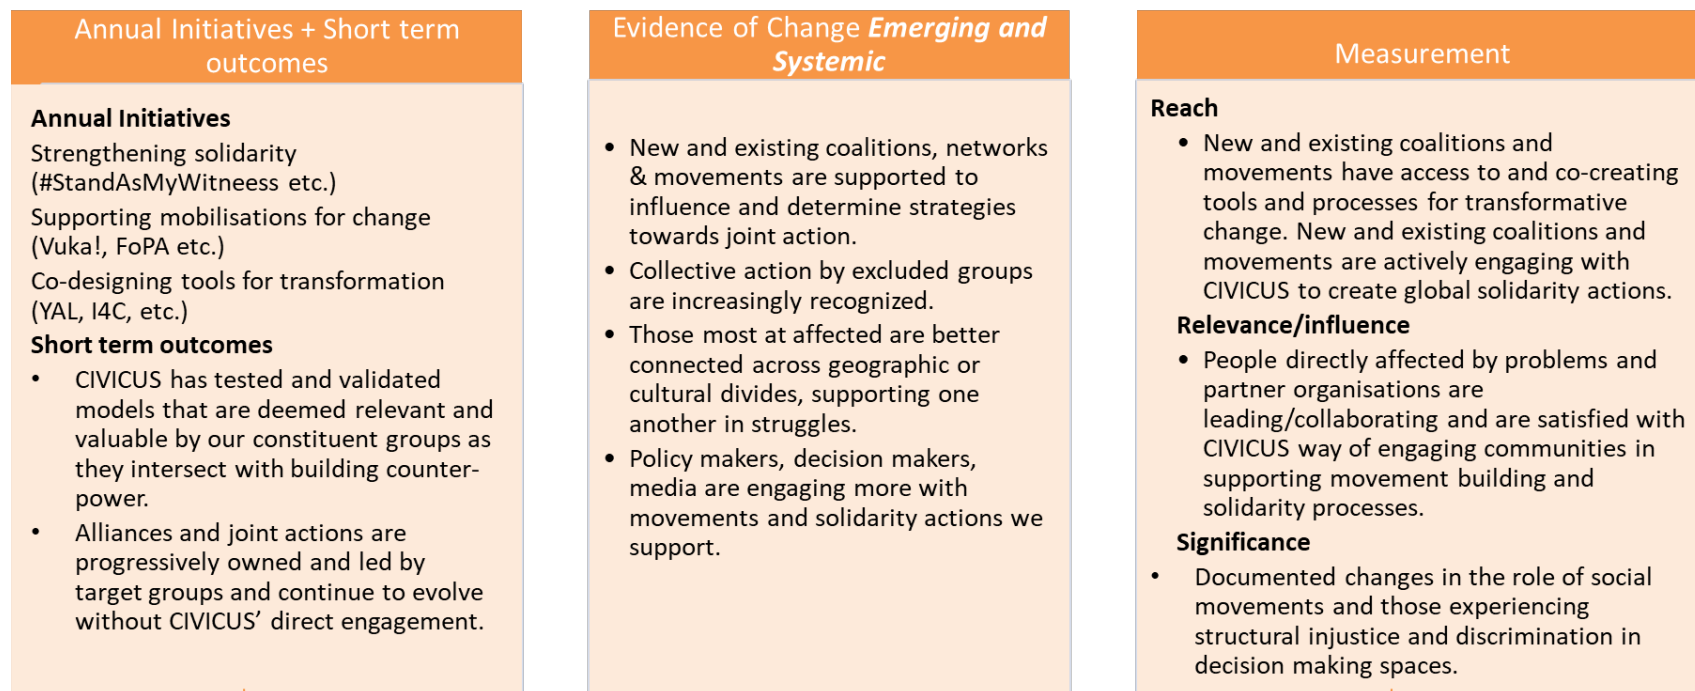 Annual Initiatives + Short term
outcomes
Annual Initiatives
Strengthening solidarity
(#StandAsMyWitneess etc.)
Supporting mobilisations for change
(Vuka!, FoPA etc.)
Co-designing tools for transformation
(YAL, I4C, etc.)
Short term outcomes
• CIVICUS has tested and validated
models that are deemed relevant and
valuable by our constituent groups as
they intersect with building counter-
power.
• Alliances and joint actions are
progressively owned and led by
target groups and continue to evolve
without CIVICUS’ direct engagement.
Evidence of Change Emerging and
Systemic
• New and existing coalitions, networks
& movements are supported to
influence and determine strategies
towards joint action.
• Collective action by excluded groups
are increasingly recognized.
• Those most at affected are better
connected across geographic or
cultural divides, supporting one
another in struggles.
• Policy makers, decision makers,
media are engaging more with
movements and solidarity actions we
support.
Measurement
Reach
• New and existing coalitions and
movements have access to and co-creating
tools and processes for transformative
change. New and existing coalitions and
movements are actively engaging with
CIVICUS to create global solidarity actions.
Relevance/influence
• People directly affected by problems and
partner organisations are
leading/collaborating and are satisfied with
CIVICUS way of engaging communities in
supporting movement building and
solidarity processes.
Significance
• Documented changes in the role of social
movements and those experiencing
structural injustice and discrimination in
decision making spaces.